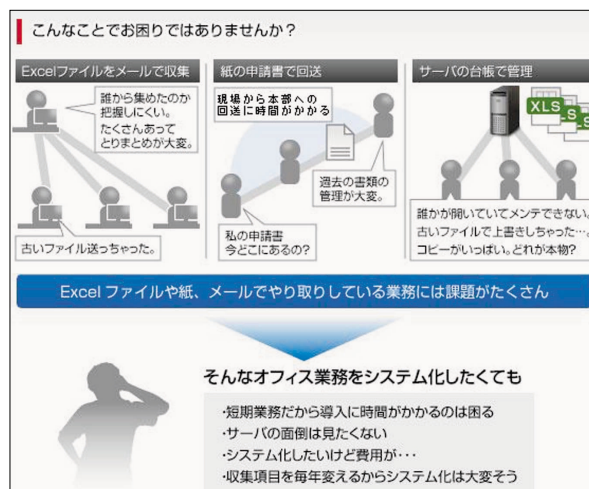 こんなことでお困りではありませんか？
Excelファイルをメールで収集
誰から集めたのか
把握しにくい。
たくさんあって
とりまとめが大変。
古いファイル送っちゃった。
紙の申請書で回送
現場から本部への
回送に時間がかかる
過去の書類の
管理が大変。
私の申請書
今どこにあるの？
サーバの台帳で管理
XLS
LS
LS
誰かが開いていてメンテできない。
古いファイルで上書きしちゃった…。
コピーがいっぱい。どれが本物？
Excel ファイルや紙、メールでやり取りしている業務には課題がたくさん
そんなオフィス業務をシステム化したくても
・短期業務だから導入に時間がかかるのは困る
・サーバの面倒は見たくない
・システム化したいけど費用が・・・
・収集項目を毎年変えるからシステム化は大変そう